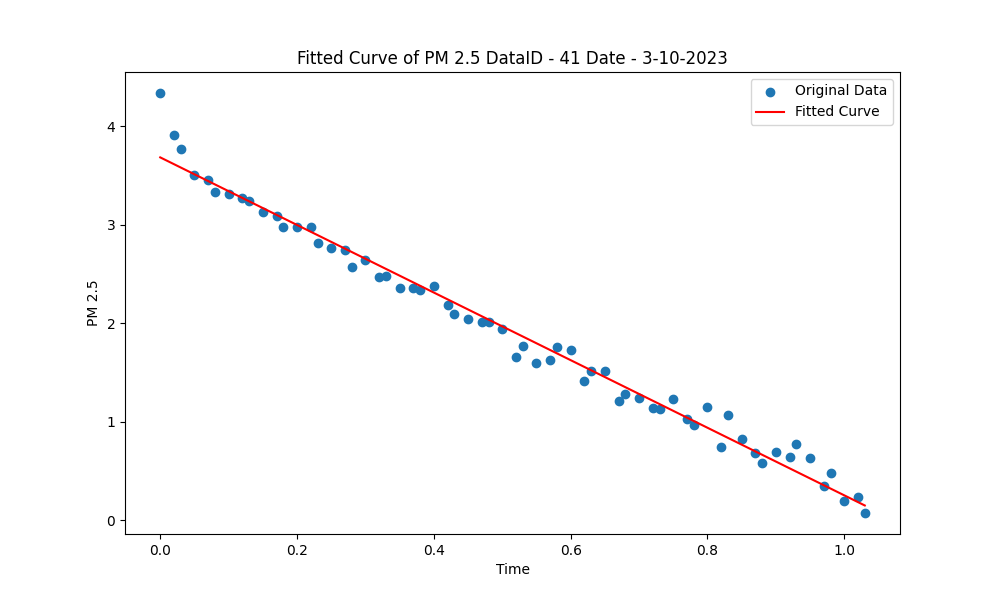 Fitted Curve of PM 2.5 DataID - 41 Date - 3-10-2023
Original Data
Fitted Curve
4
3
2
1
0
PM 2.5
0.0 0.2 0.4 0.6 0.8 1.0
Time